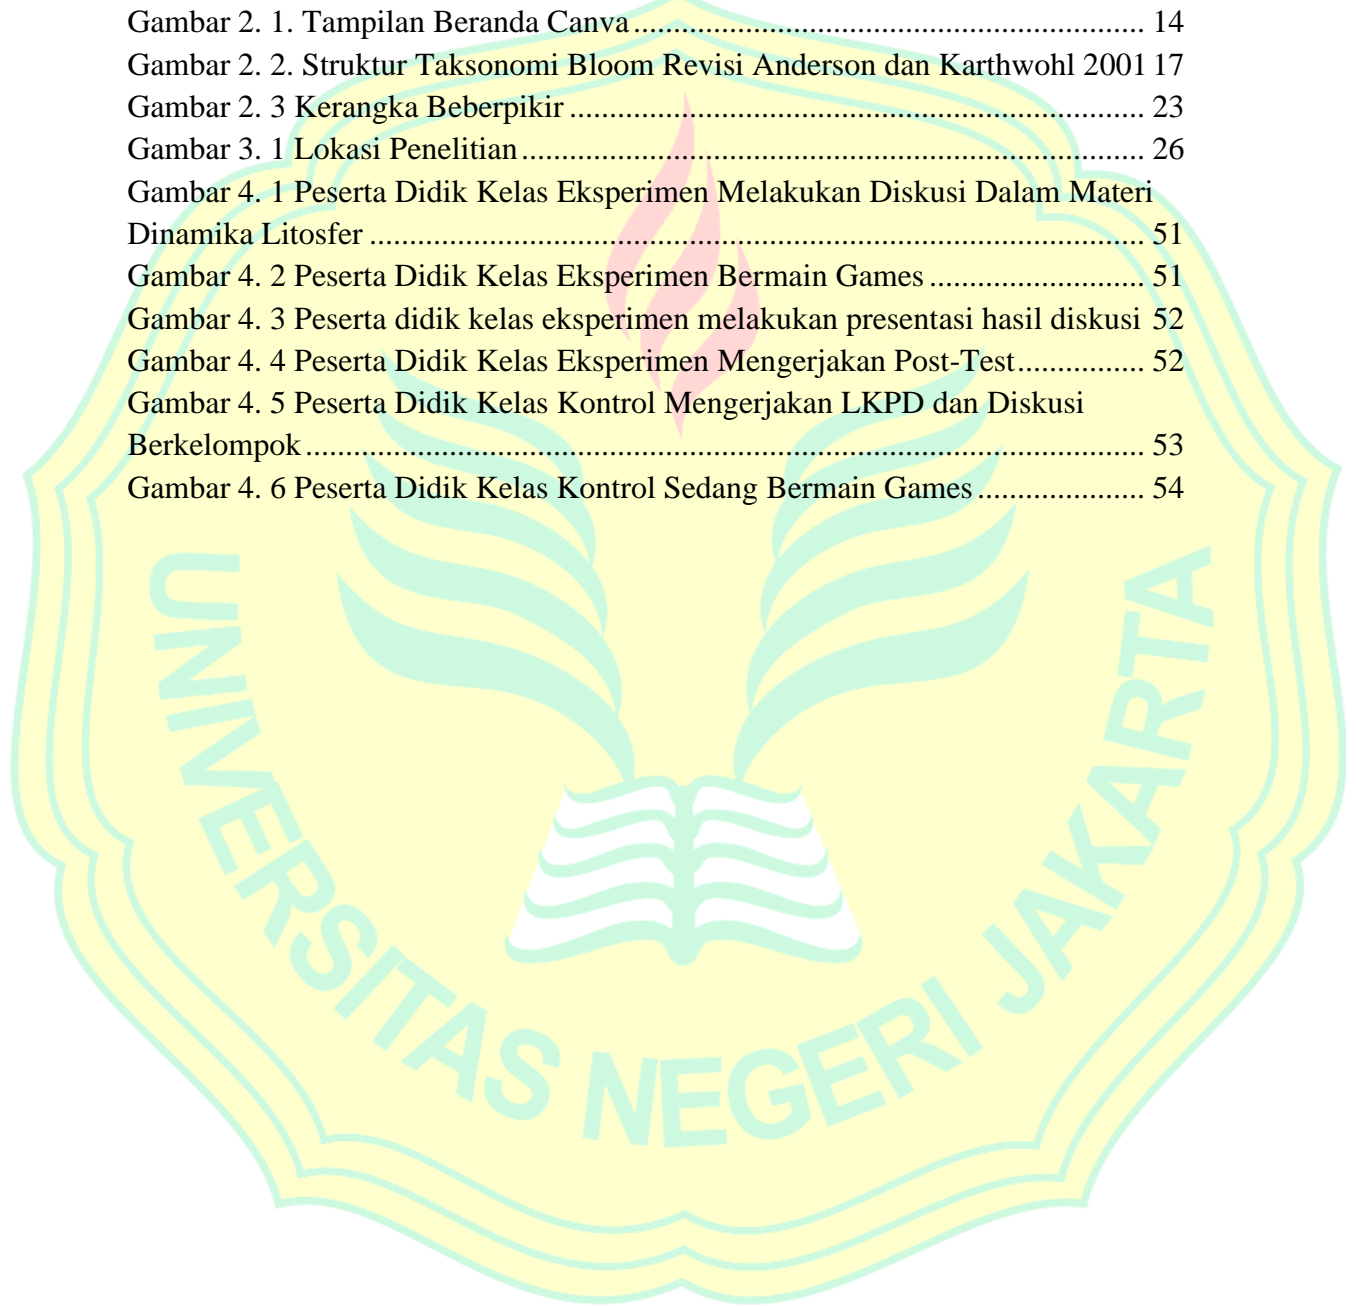 Gambar 2. 1. Tampilan Beranda Canva ................................................................ 14
Gambar 2. 2. Struktur Taksonomi Bloom Revisi Anderson dan Karthwohl 2001 17
Gambar 2. 3 Kerangka Beberpikir ........................................................................ 23
Gambar 3. 1 Lokasi Penelitian .............................................................................. 26
Gambar 4. 1 Peserta Didik Kelas Eksperimen Melakukan Diskusi Dalam Materi
Dinamika Litosfer ................................................................................................. 51
Gambar 4. 2 Peserta Didik Kelas Eksperimen Bermain Games ........................... 51
Gambar 4. 3 Peserta didik kelas eksperimen melakukan presentasi hasil diskusi 52
Gambar 4. 4 Peserta Didik Kelas Eksperimen Mengerjakan Post-Test ................ 52
Gambar 4. 5 Peserta Didik Kelas Kontrol Mengerjakan LKPD dan Diskusi
Berkelompok ......................................................................................................... 53
Gambar 4. 6 Peserta Didik Kelas Kontrol Sedang Bermain Games ..................... 54
UNIVERSITAS NEGERI JAKARTA